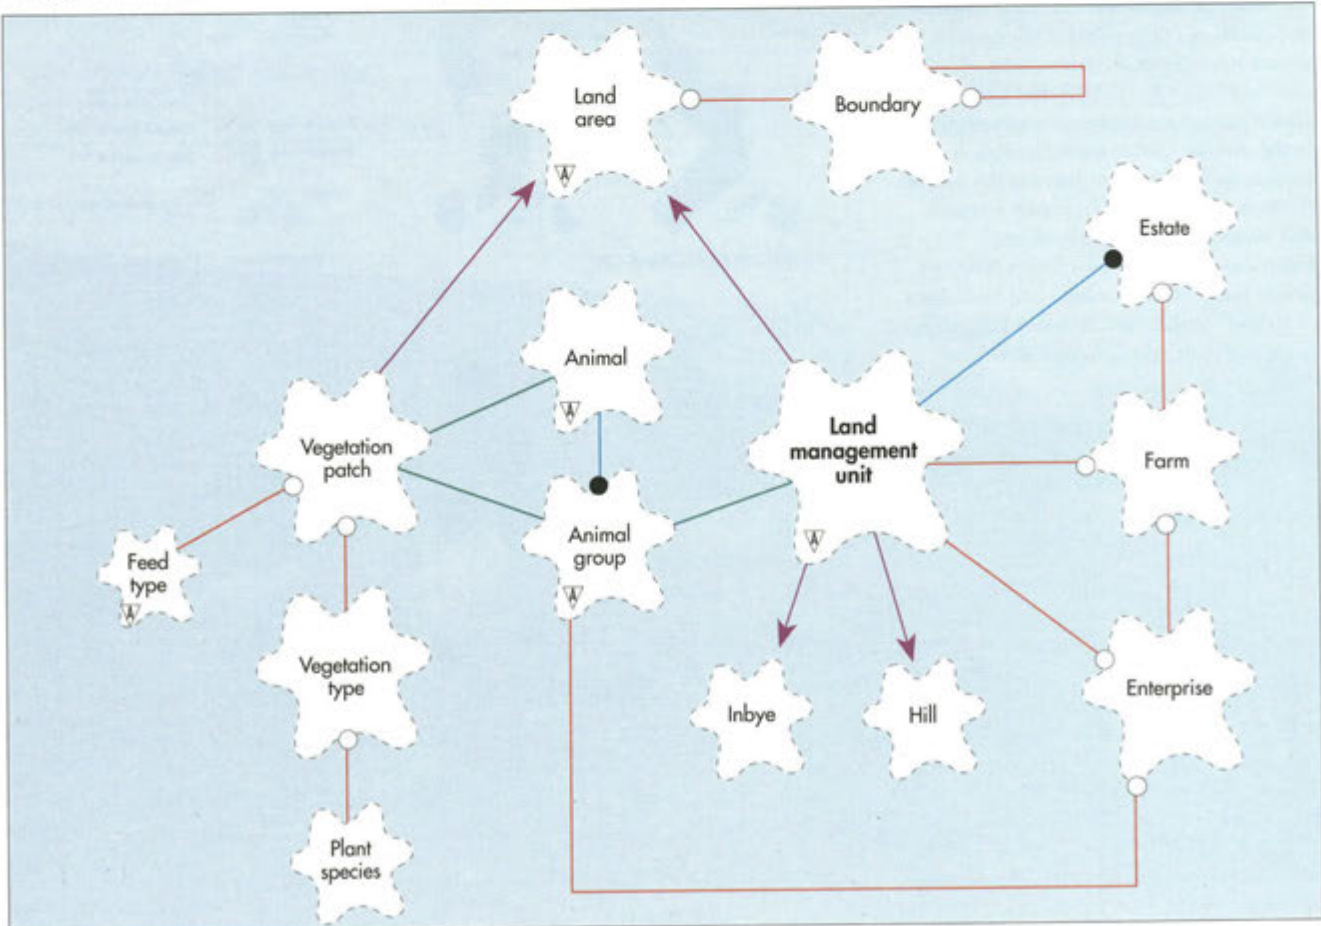 Land
area
A
Boundary
Estate
Animal
A
Vegetation
patch
Land
management
unit
A
Farm
Animal
group
A
Feed
type
A
Vegetation
type
Inbye
Hill
Enterprise
Plant
species